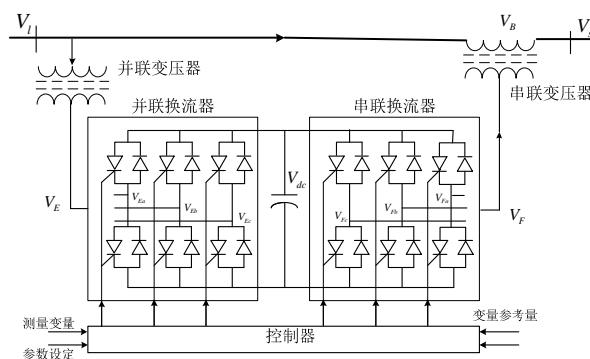 V_l
V_B
并联变压器
串联变压器
并联换流器
串联换流器
V_E
V_Ea
V_Eb
V_Ec
V_dc
V_Fc
V_Fb
V_Fa
V_F
测量变量
参数设定
控制器
变量参考量